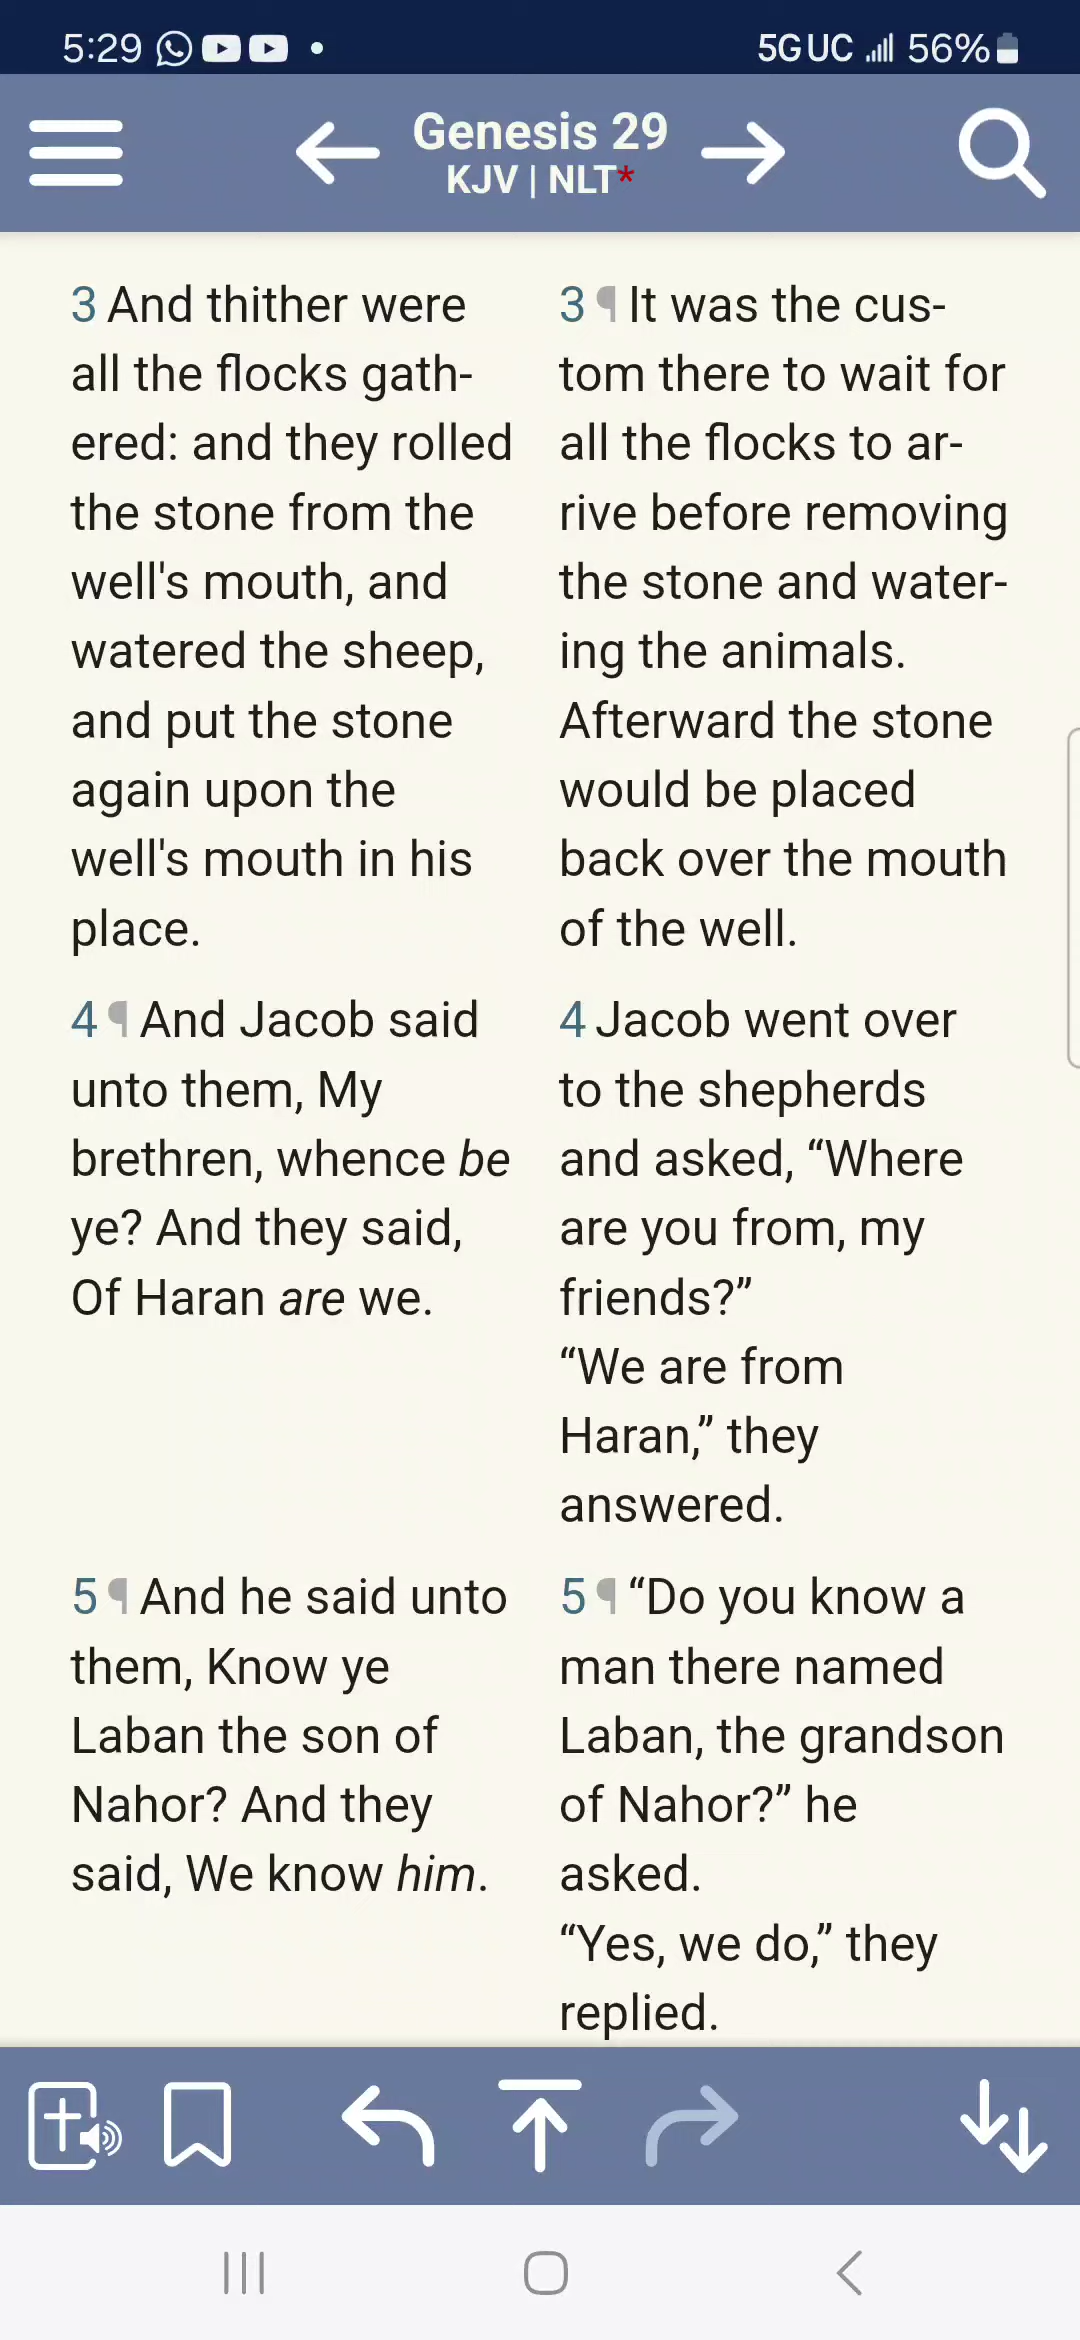 5:29
5G UC 56%
Genesis 29
KJV | NLT*
3 And thither were
all the flocks gath-
ered: and they rolled
the stone from the
well's mouth, and
watered the sheep,
and put the stone
again upon the
well's mouth in his
place.
3 ¶ It was the cus-
tom there to wait for
all the flocks to ar-
rive before removing
the stone and water-
ing the animals.
Afterward the stone
would be placed
back over the mouth
of the well.
4 ¶ And Jacob said
unto them, My
brethren, whence be
ye? And they said,
Of Haran are we.
4 Jacob went over
to the shepherds
and asked, “Where
are you from, my
friends?”
“We are from
Haran,” they
answered.
5 ¶ And he said unto
them, Know ye
Laban the son of
Nahor? And they
said, We know him.
5 ¶ “Do you know a
man there named
Laban, the grandson
of Nahor?” he
asked.
“Yes, we do,” they
replied.